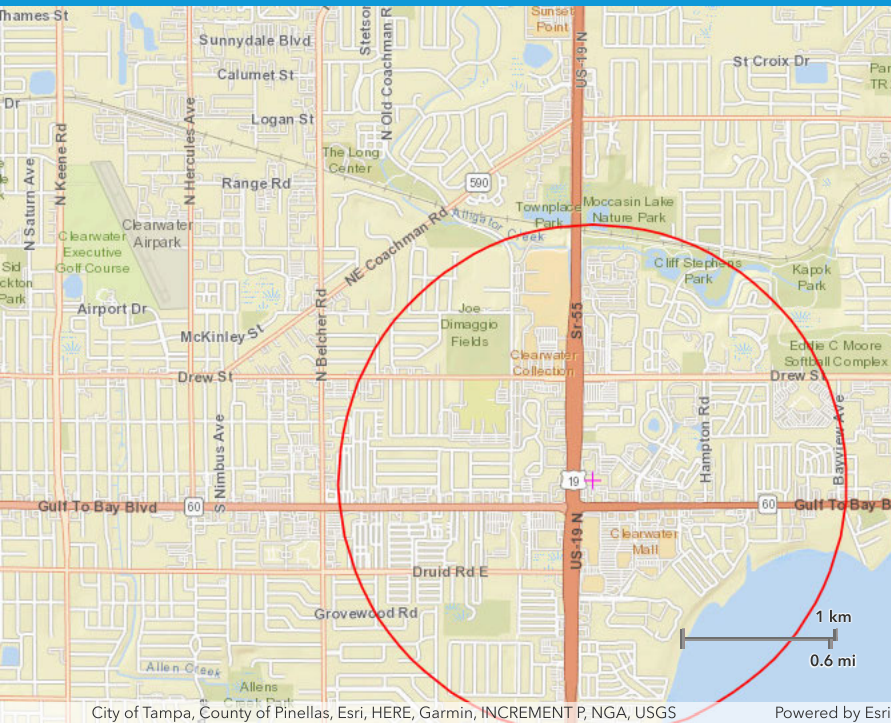 Thames St
Sunset
Point
Stetson
N Old Coachman R
US-19 N
Sunnydale Blvd
Calumet St
St Croix Dr
Par
TR
Dr
Logan St
N Keene Rd
N Hercules Ave
N Saturn Ave
The Long
Center
Range Rd
590
Townplace
Park
Moccasin Lake
Nature Park
Alligator
Creek
NE Coachman Rd
Clearwater
Airpark
Clearwater
Executive
Golf Course
Sid
ckton
Park
Cliff Stephens
Park
Kapok
Park
Airport Dr
Joe
Dimaggio
Fields
Sr-55
N Belcher Rd
McKinley St
Eddie C Moore
Softball Complex
Clearwater
Collection
Drew St
Drew St
Hampton Rd
Bayview Ave
S Nimbus Ave
19
Gulf To Bay Blvd
60
60
Gulf To Bay B
US-19 N
Clearwater
Mall
Druid Rd E
Grovewood Rd
1 km
0.6 mi
Allen Creek
Allens
Creek Park
City of Tampa, County of Pinellas, Esri, HERE, Garmin, INCREMENT P, NGA, USGS
Powered by Esri